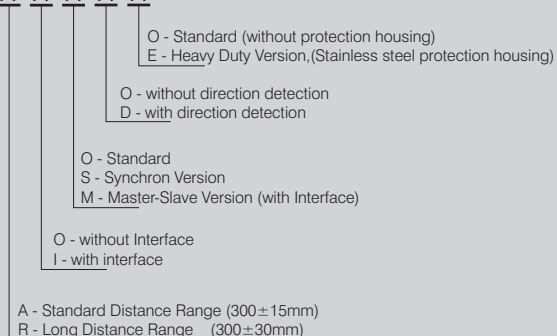 O - Standard (without protection housing)
E - Heavy Duty Version,(Stainless steel protection housing)
O - without direction detection
D - with direction detection
O - Standard
S - Synchron Version
M - Master-Slave Version (with Interface)
O - without Interface
I - with interface
A - Standard Distance Range (300±15mm)
R - Long Distance Range (300±30mm)